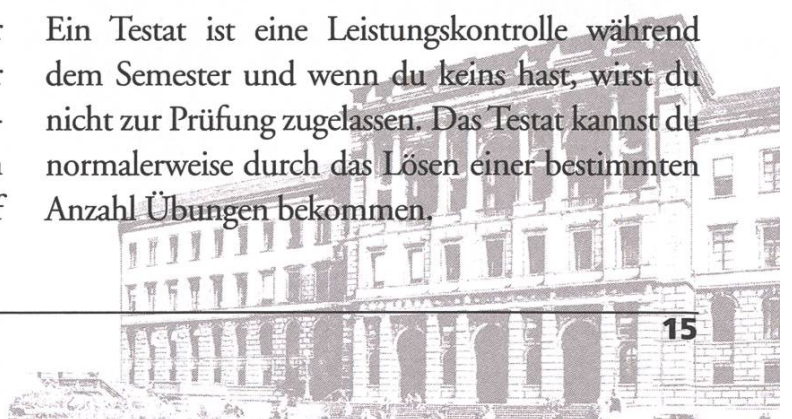 Ein Testat ist eine Leistungskontrolle während
dem Semester und wenn du keins hast, wirst du
nicht zur Prüfung zugelassen. Das Testat kannst du
normalerweise durch das Lösen einer bestimmten
Anzahl Übungen bekommen.
15